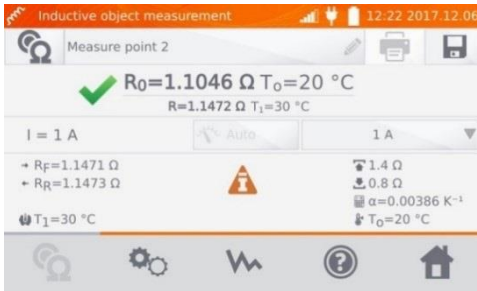 Inductive object measurement 12:22 2017.12.06
Measure point 2
R0=1.1046 Ω To=20 °C
R=1.1472 Ω T1=30 °C
I = 1 A Auto 1 A
RF=1.1471 Ω 1.4 Ω
RR=1.1473 Ω 0.8 Ω
α=0.00386 K⁻¹
T1=30 °C To=20 °C